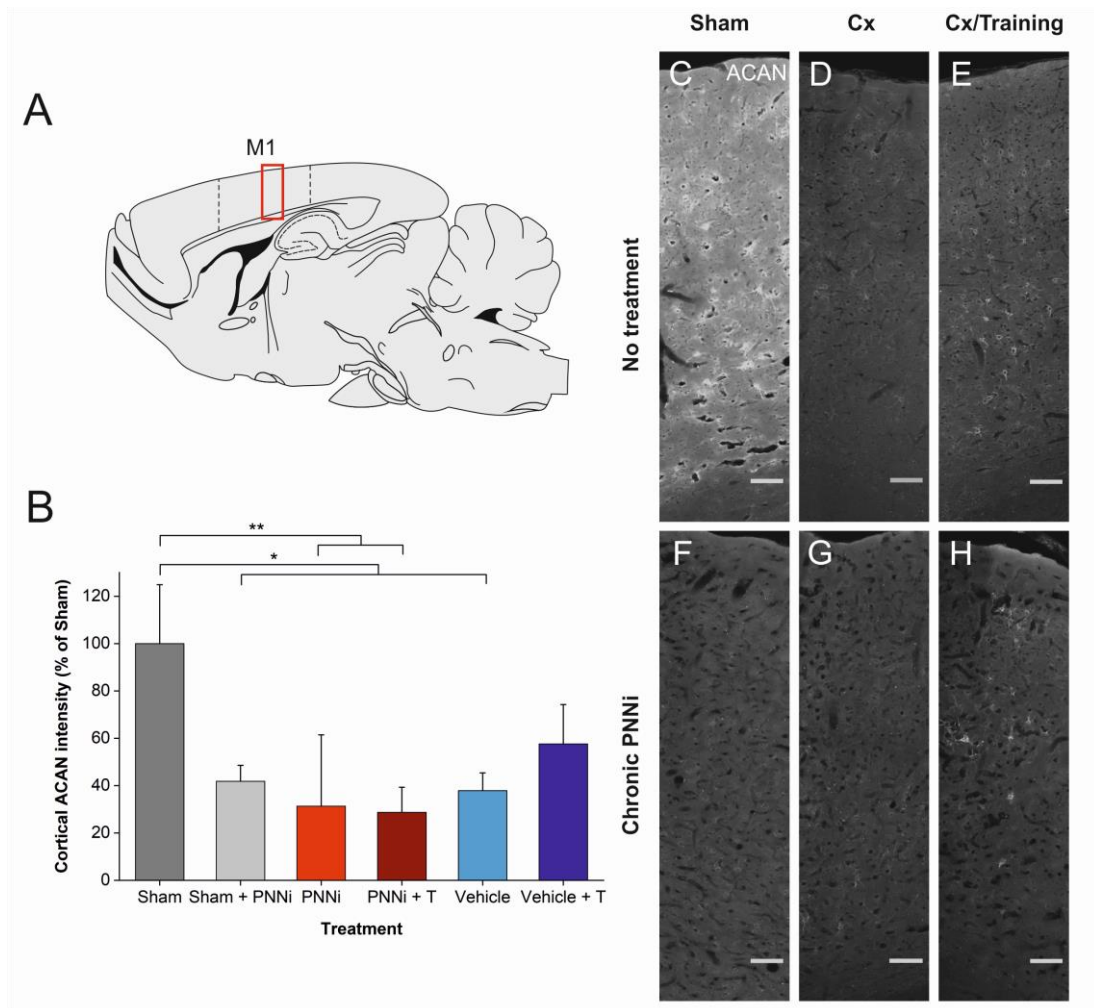 Sham
Cx
Cx/Training
A
M1
C
ACAN
D
E
No treatment
B
**
*
Cortical ACAN intensity (% of Sham)
120
100
80
60
40
20
0
Sham
Sham + PNNi
PNNi
PNNi + T
Vehicle
Vehicle + T
Treatment
F
G
H
Chronic PNNi